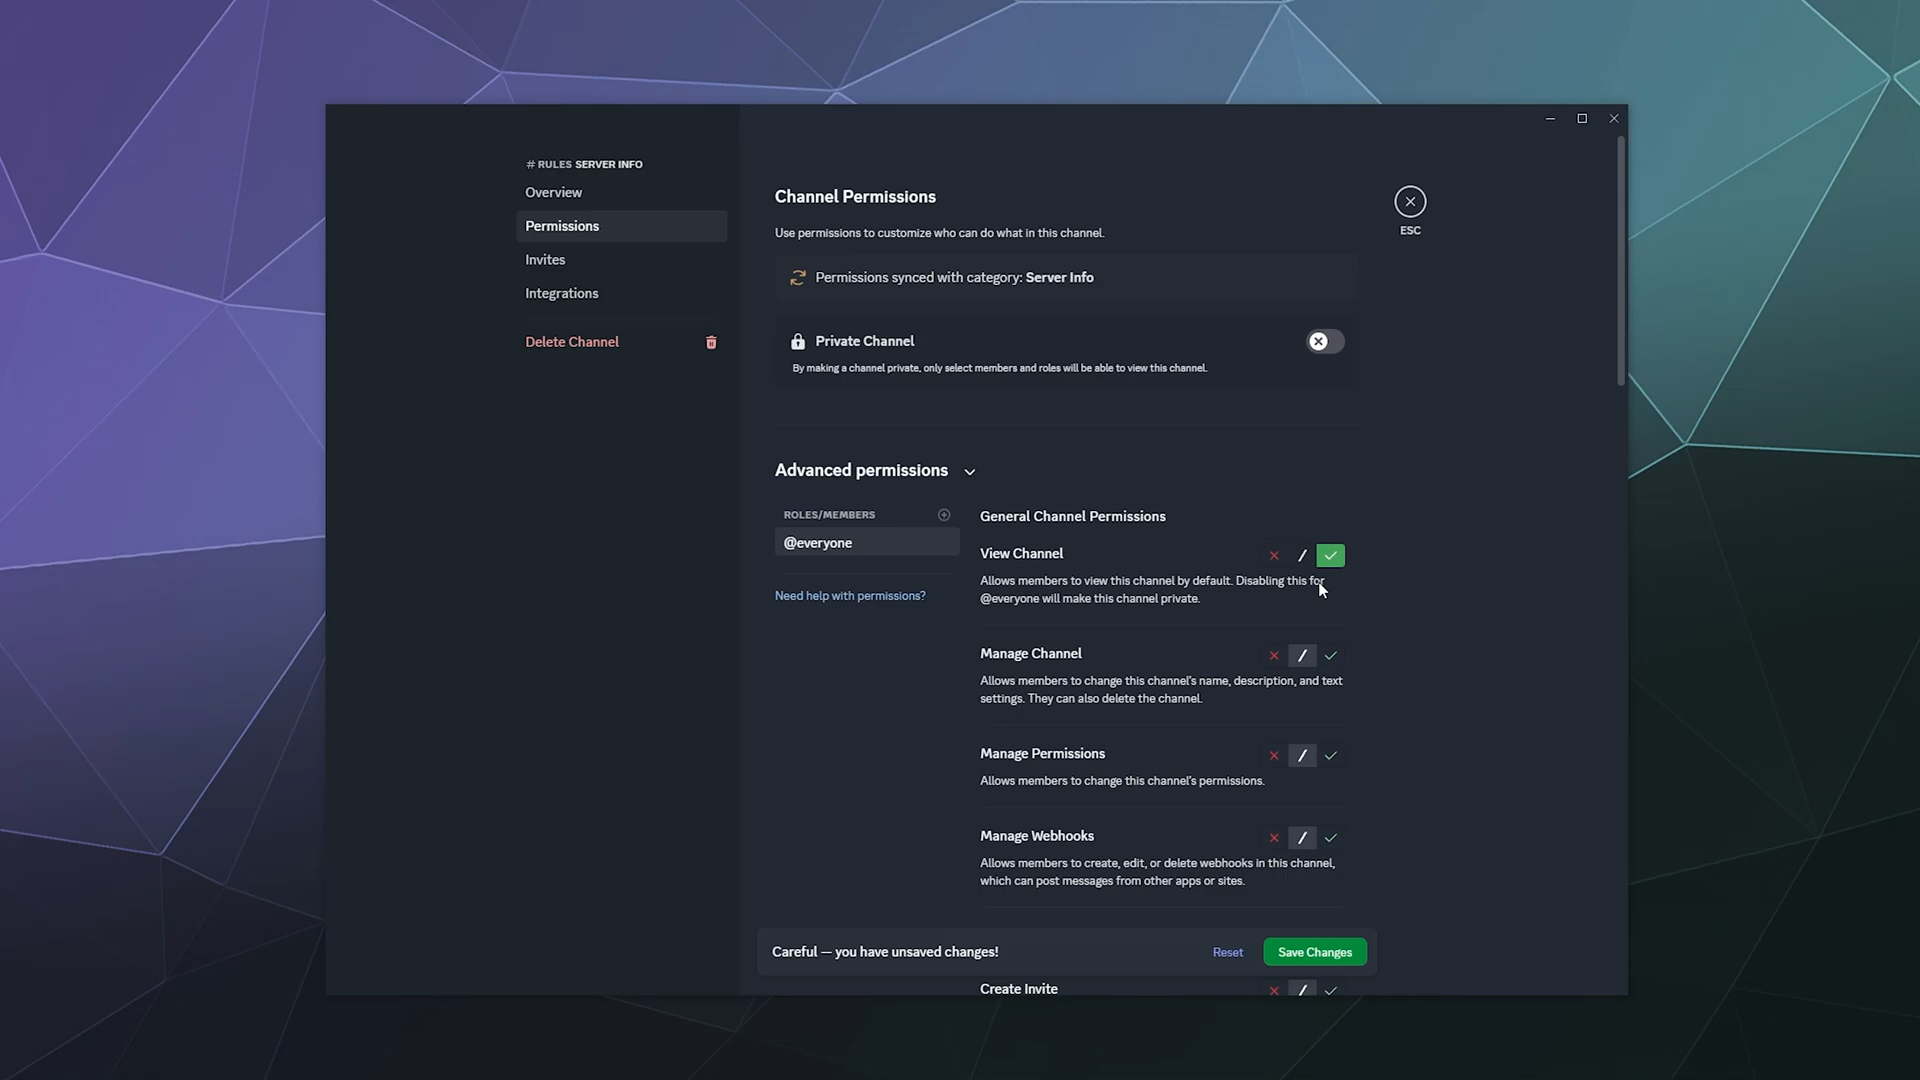 # RULES SERVER INFO
Overview
Permissions
Invites
Integrations
Delete Channel
Channel Permissions
Use permissions to customize who can do what in this channel.
ESC
Permissions synced with category: Server Info
Private Channel
By making a channel private, only select members and roles will be able to view this channel.
Advanced permissions
ROLES/MEMBERS
@everyone
Need help with permissions?
General Channel Permissions
View Channel
Allows members to view this channel by default. Disabling this for
@everyone will make this channel private.
Manage Channel
Allows members to change this channel's name, description, and text
settings. They can also delete the channel.
Manage Permissions
Allows members to change this channel's permissions.
Manage Webhooks
Allows members to create, edit, or delete webhooks in this channel,
which can post messages from other apps or sites.
Careful — you have unsaved changes!
Reset
Save Changes
Create Invite